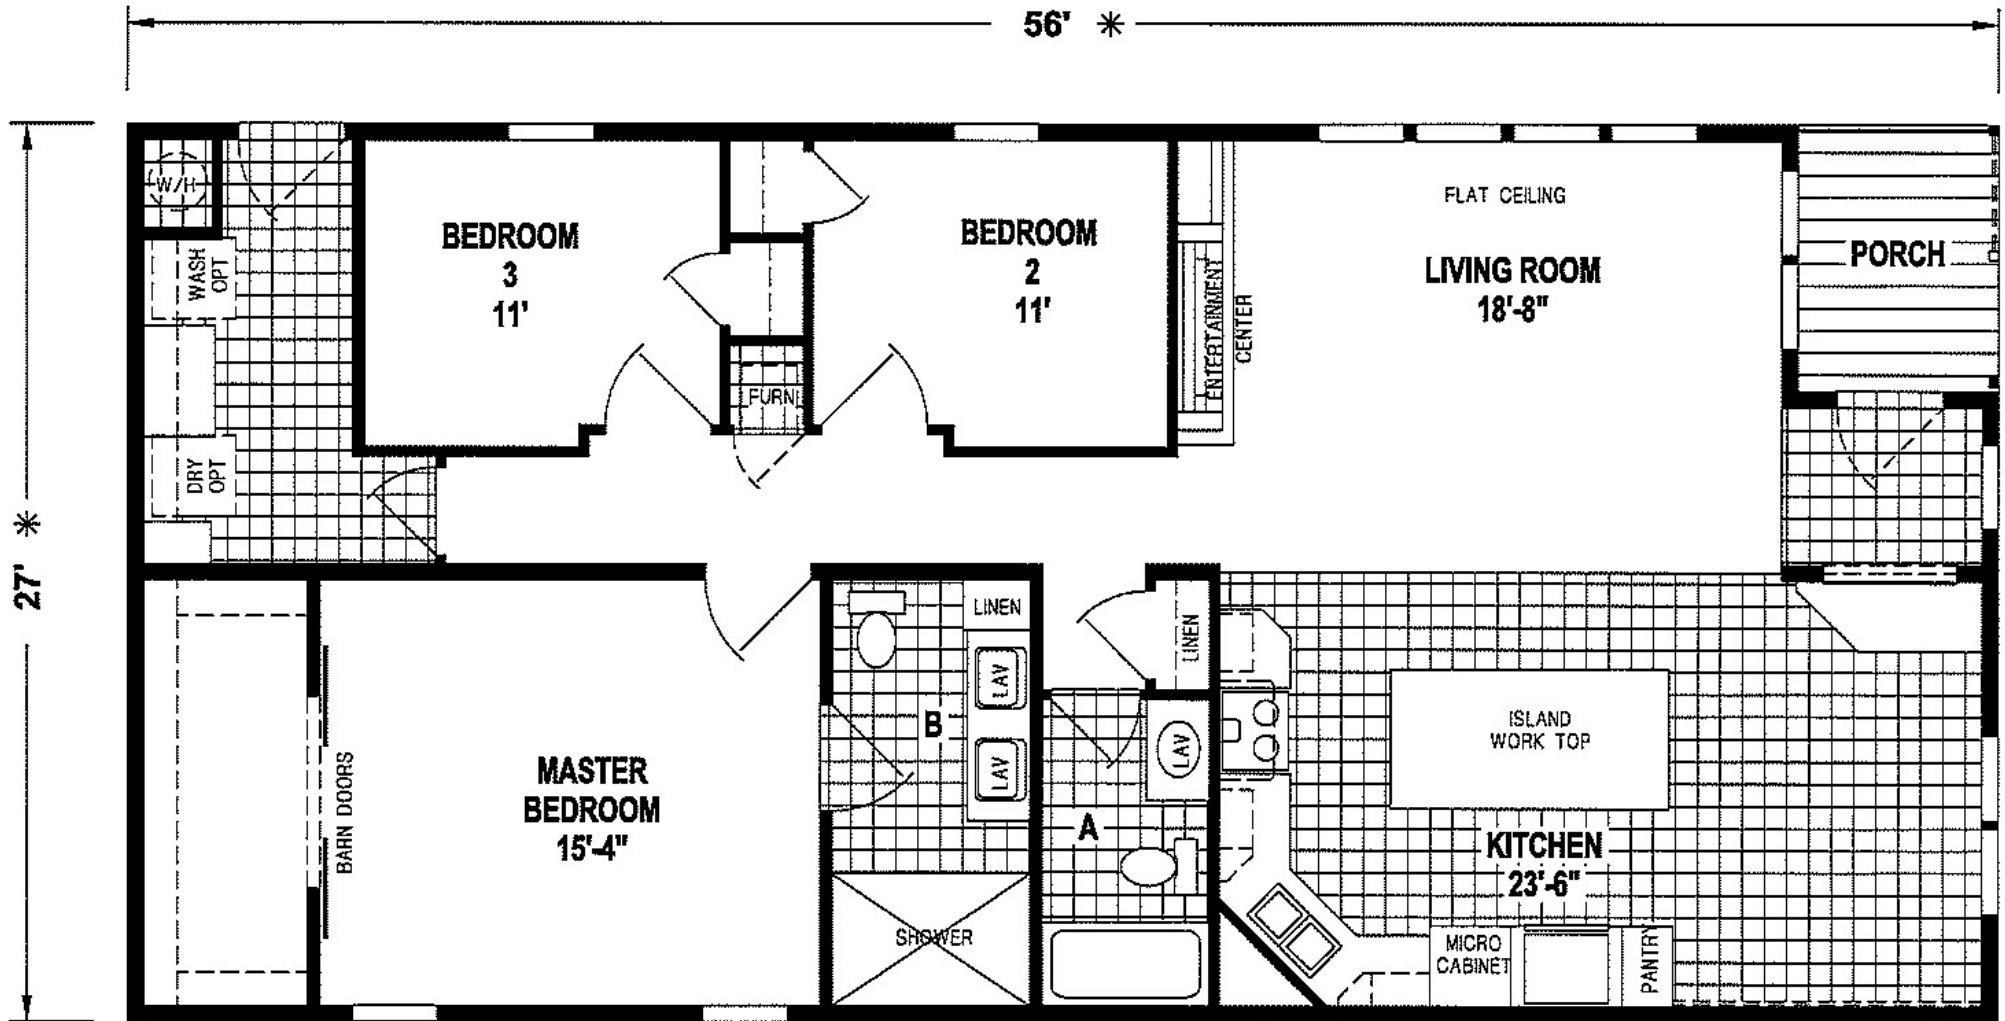 56' *
27' *
W/H
WASH
OPT
DRY
OPT
BEDROOM
3
11'
FURN
BEDROOM
2
11'
ENTERTAINMENT
CENTER
FLAT CEILING
LIVING ROOM
18'-8"
PORCH
BARN DOORS
MASTER
BEDROOM
15'-4"
LINEN
LAV
B
LAV
SHOWER
LINEN
LAV
A
ISLAND
WORK TOP
KITCHEN
23'-6"
MICRO
CABINET
PANTRY